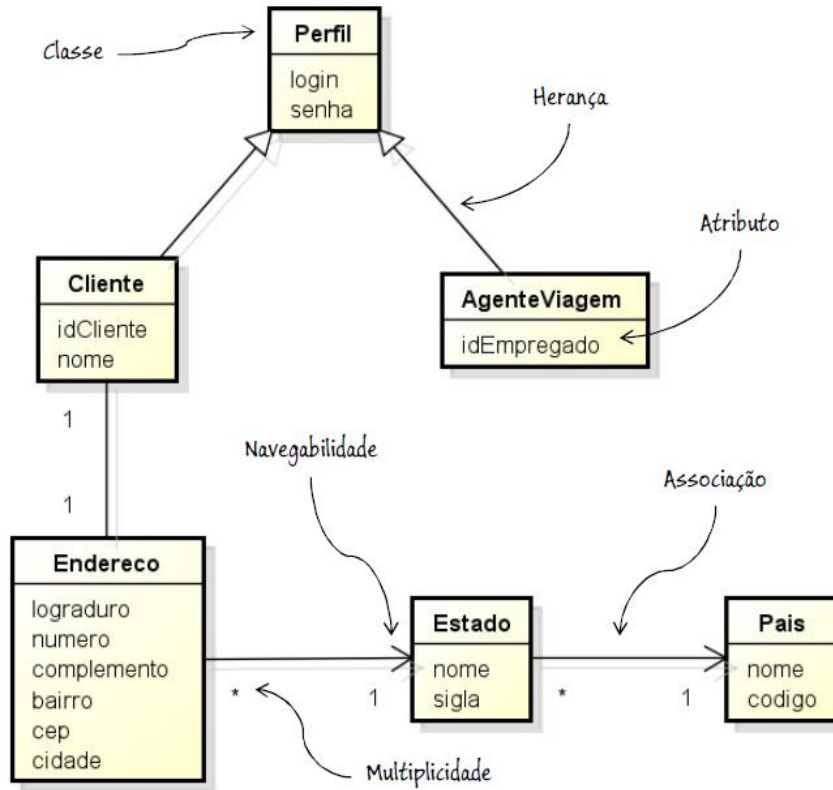 Classe
Perfil
login
senha
Herança
Atributo
Cliente
idCliente
nome
AgenteViagem
idEmpregado
1
Navegabilidade
Associação
1
Endereco
lograduro
numero
complemento
bairro
cep
cidade
Estado
nome
sigla
Pais
nome
codigo
*
1
*
1
Multiplicidade